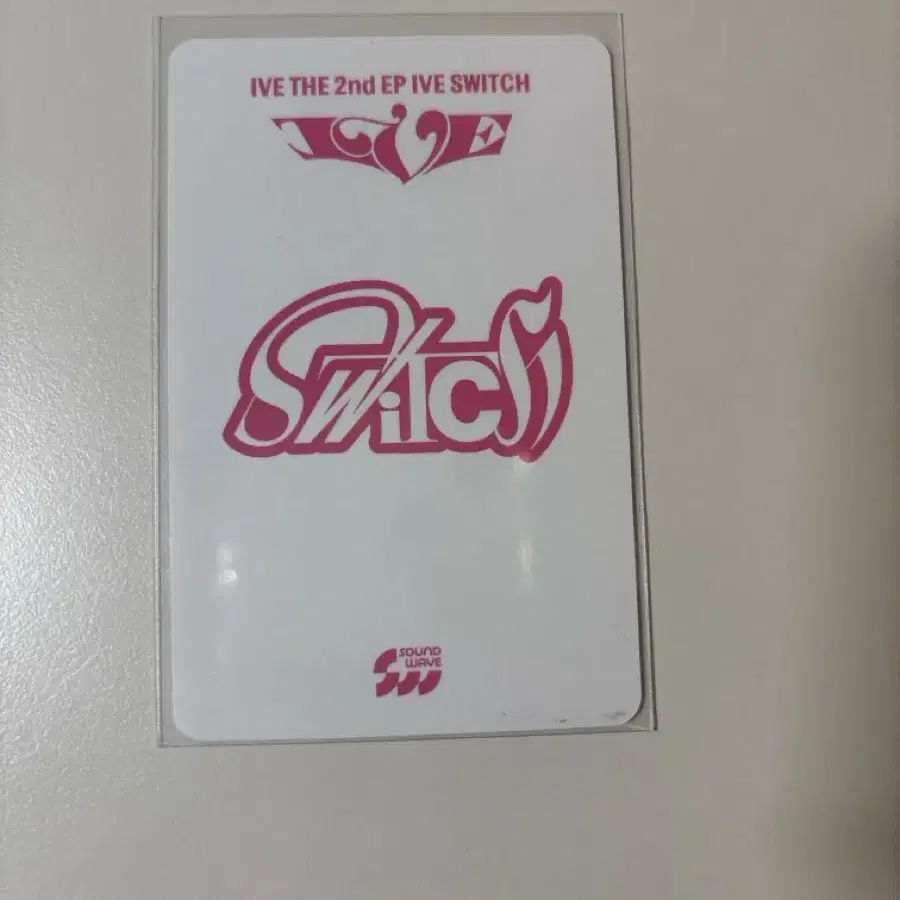 IVE THE 2nd EP IVE SWITCH
IVE
Switch
SOUND
WAVE